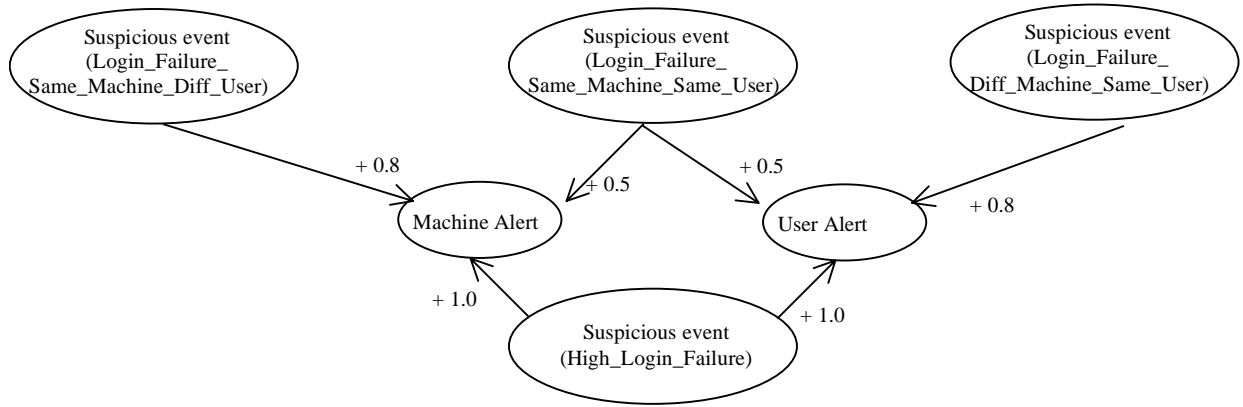 Suspicious event
(Login_Failure_
Same_Machine_Diff_User)
Suspicious event
(Login_Failure_
Same_Machine_Same_User)
Suspicious event
(Login_Failure_
Diff_Machine_Same_User)
+ 0.8
+ 0.5
+ 0.5
+ 0.8
Machine Alert
User Alert
+ 1.0
+ 1.0
Suspicious event
(High_Login_Failure)